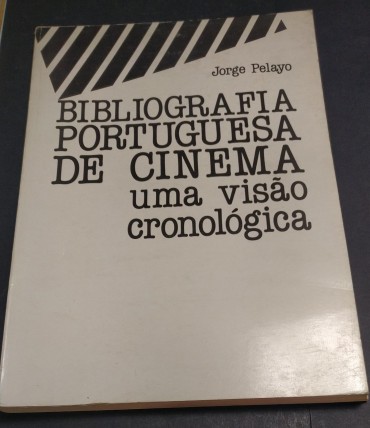 Jorge Pelayo
BIBLIOGRAFIA
PORTUGUESA
DE CINEMA
uma visão
cronológica